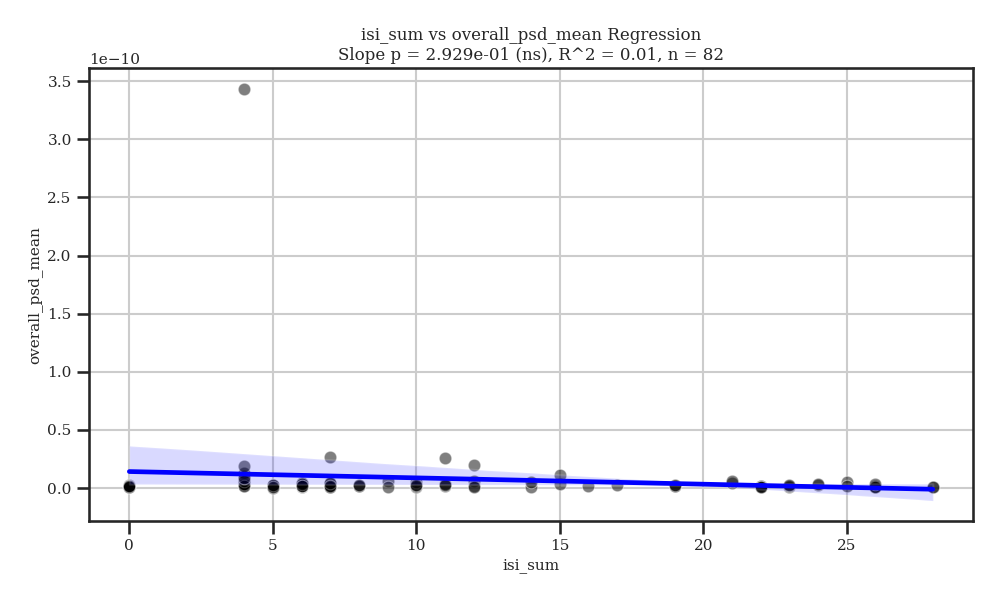 isi_sum vs overall_psd_mean Regression
Slope p = 2.929e-01 (ns), R^2 = 0.01, n = 82
1e−10
3.5
3.0
2.5
2.0
1.5
1.0
0.5
0.0
overall_psd_mean
0
5
10
15
20
25
isi_sum